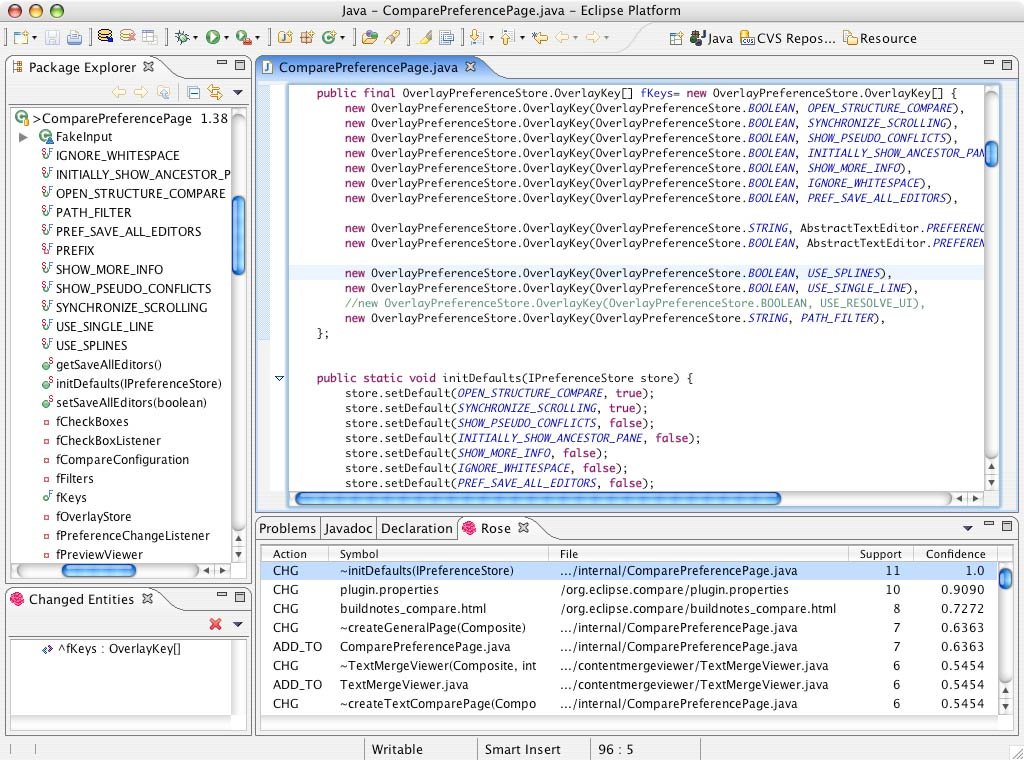 Java – ComparePreferencePage.java – Eclipse Platform
Java CVS Repos... Resource
Package Explorer
>ComparePreferencePage 1.38
FakeInput
IGNORE_WHITESPACE
INITIALLY_SHOW_ANCESTOR_P
OPEN_STRUCTURE_COMPARE
PATH_FILTER
PREF_SAVE_ALL_EDITORS
PREFIX
SHOW_MORE_INFO
SHOW_PSEUDO_CONFLICTS
SYNCHRONIZE_SCROLLING
USE_SINGLE_LINE
USE_SPLINES
getSaveAllEditors()
initDefaults(IPreferenceStore)
setSaveAllEditors(boolean)
fCheckBoxes
fCheckBoxListener
fCompareConfiguration
fFilters
fKeys
fOverlayStore
fPreferenceChangeListener
fPreviewViewer
Changed Entities
^fKeys : OverlayKey[]
ComparePreferencePage.java
public final OverlayPreferenceStore.OverlayKey[] fKeys= new OverlayPreferenceStore.OverlayKey[] {
new OverlayPreferenceStore.OverlayKey(OverlayPreferenceStore.BOOLEAN, OPEN_STRUCTURE_COMPARE),
new OverlayPreferenceStore.OverlayKey(OverlayPreferenceStore.BOOLEAN, SYNCHRONIZE_SCROLLING),
new OverlayPreferenceStore.OverlayKey(OverlayPreferenceStore.BOOLEAN, SHOW_PSEUDO_CONFLICTS),
new OverlayPreferenceStore.OverlayKey(OverlayPreferenceStore.BOOLEAN, INITIALLY_SHOW_ANCESTOR_PAN
new OverlayPreferenceStore.OverlayKey(OverlayPreferenceStore.BOOLEAN, SHOW_MORE_INFO),
new OverlayPreferenceStore.OverlayKey(OverlayPreferenceStore.BOOLEAN, IGNORE_WHITESPACE),
new OverlayPreferenceStore.OverlayKey(OverlayPreferenceStore.BOOLEAN, PREF_SAVE_ALL_EDITORS),
new OverlayPreferenceStore.OverlayKey(OverlayPreferenceStore.STRING, AbstractTextEditor.PREFERENC
new OverlayPreferenceStore.OverlayKey(OverlayPreferenceStore.BOOLEAN, AbstractTextEditor.PREFEREN
new OverlayPreferenceStore.OverlayKey(OverlayPreferenceStore.BOOLEAN, USE_SPLINES),
new OverlayPreferenceStore.OverlayKey(OverlayPreferenceStore.BOOLEAN, USE_SINGLE_LINE),
//new OverlayPreferenceStore.OverlayKey(OverlayPreferenceStore.BOOLEAN, USE_RESOLVE_UI),
new OverlayPreferenceStore.OverlayKey(OverlayPreferenceStore.STRING, PATH_FILTER),
};
public static void initDefaults(IPreferenceStore store) {
store.setDefault(OPEN_STRUCTURE_COMPARE, true);
store.setDefault(SYNCHRONIZE_SCROLLING, true);
store.setDefault(SHOW_PSEUDO_CONFLICTS, false);
store.setDefault(INITIALLY_SHOW_ANCESTOR_PANE, false);
store.setDefault(SHOW_MORE_INFO, false);
store.setDefault(IGNORE_WHITESPACE, false);
store.setDefault(PREF_SAVE_ALL_EDITORS, false);
Problems Javadoc Declaration Rose
Action Symbol File Support Confidence
CHG ~initDefaults(IPreferenceStore) .../internal/ComparePreferencePage.java 11 1.0
CHG plugin.properties /org.eclipse.compare/plugin.properties 10 0.9090
CHG buildnotes_compare.html /org.eclipse.compare/buildnotes_compare.html 8 0.7272
CHG ~createGeneralPage(Composite) .../internal/ComparePreferencePage.java 7 0.6363
ADD_TO ComparePreferencePage.java .../internal/ComparePreferencePage.java 7 0.6363
CHG ~TextMergeViewer(Composite, int .../contentmergeviewer/TextMergeViewer.java 6 0.5454
ADD_TO TextMergeViewer.java .../contentmergeviewer/TextMergeViewer.java 6 0.5454
CHG ~createTextComparePage(Compo .../internal/ComparePreferencePage.java 6 0.5454
Writable Smart Insert 96 : 5